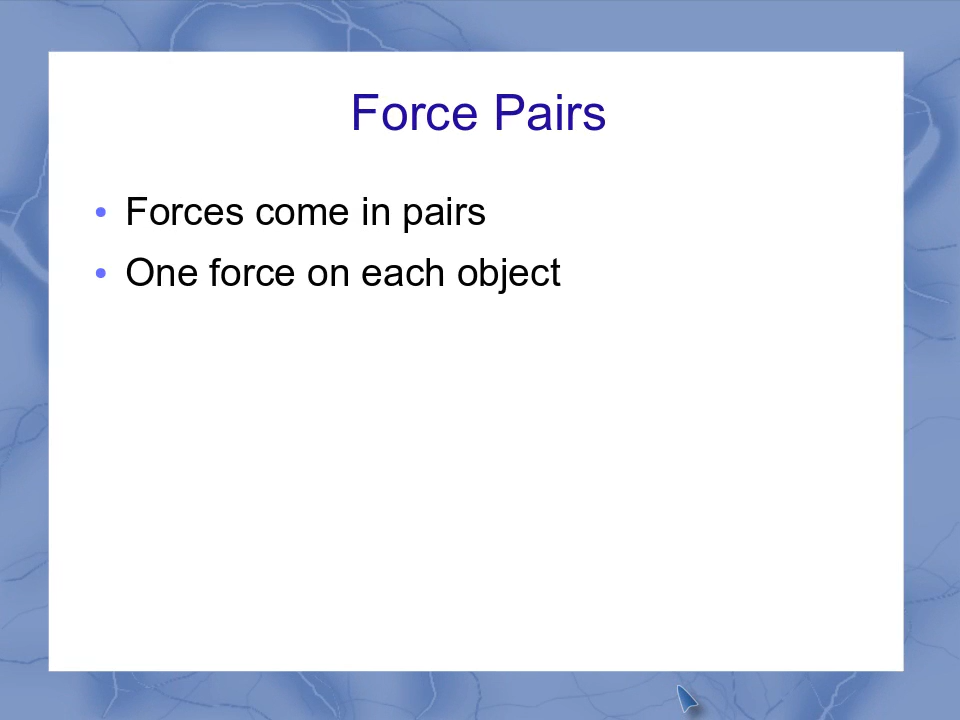 Force Pairs
• Forces come in pairs
• One force on each object